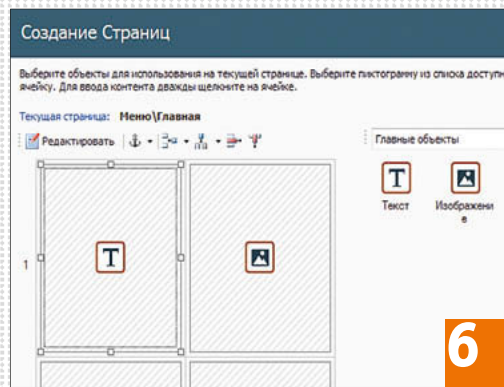 Создание Страниц
Выберите объекты для использования на текущей странице. Выберите пиктограмму из списка доступн
ячейку. Для ввода контента дважды щелкните на ячейке.
Текущая страница: Меню\Главная
Редактировать
Главные объекты
T
Текст
Изображени
е
1
T
6